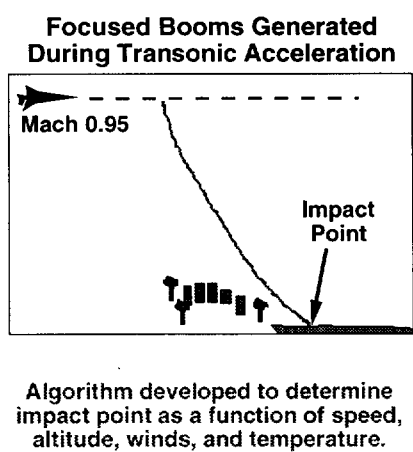 Focused Booms Generated
During Transonic Acceleration
Mach 0.95
Impact
Point
Algorithm developed to determine
impact point as a function of speed,
altitude, winds, and temperature.